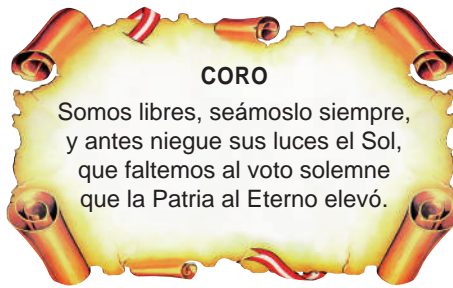 CORO
Somos libres, seámoslo siempre,
y antes niegue sus luces el Sol,
que faltemos al voto solemne
que la Patria al Eterno elevó.